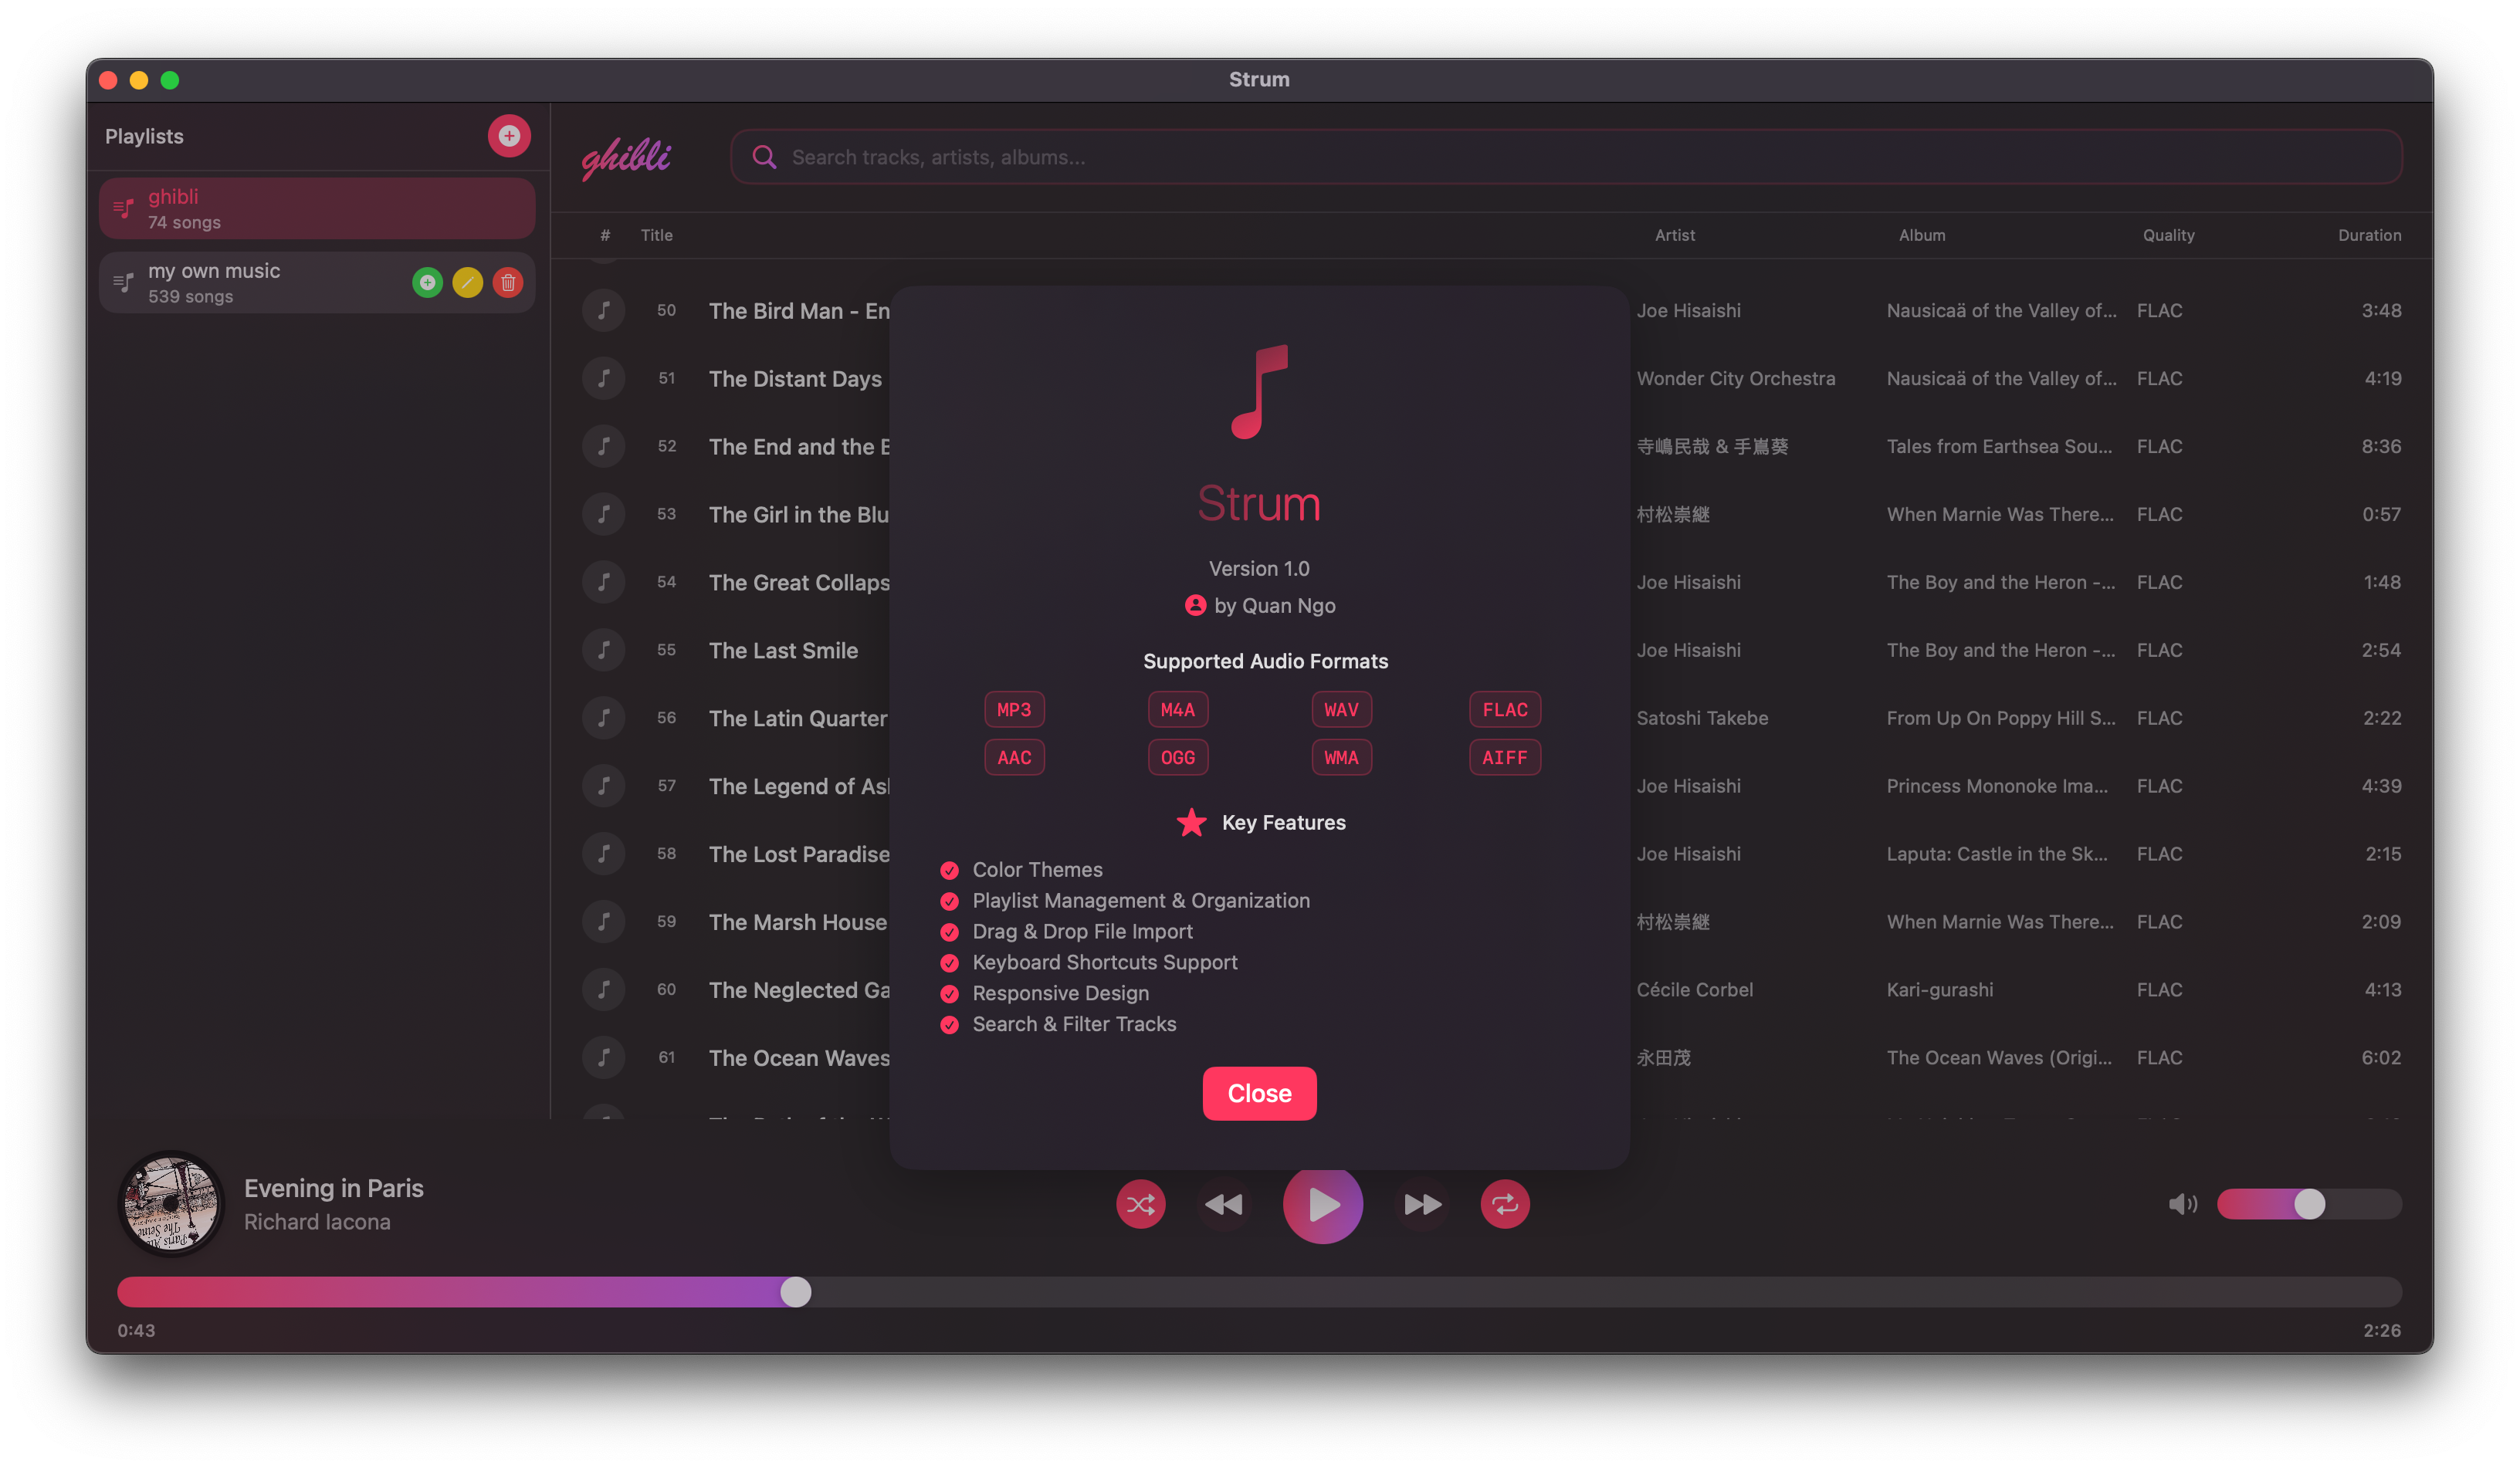 Strum
Playlists
ghibli
74 songs
my own music
539 songs
ghibli
Search tracks, artists, albums...
# Title Artist Album Quality Duration
50 The Bird Man - En Joe Hisaishi Nausicaä of the Valley of... FLAC 3:48
51 The Distant Days Wonder City Orchestra Nausicaä of the Valley of... FLAC 4:19
52 The End and the 寺嶋民哉 & 手嶌葵 Tales from Earthsea Sou... FLAC 8:36
53 The Girl in the Blu 村松崇継 When Marnie Was There... FLAC 0:57
54 The Great Collaps Joe Hisaishi The Boy and the Heron -... FLAC 1:48
55 The Last Smile Joe Hisaishi The Boy and the Heron -... FLAC 2:54
56 The Latin Quarter Satoshi Takebe From Up On Poppy Hill S... FLAC 2:22
57 The Legend of Joe Hisaishi Princess Mononoke Ima... FLAC 4:39
58 The Lost Paradise Joe Hisaishi Laputa: Castle in the Sk... FLAC 2:15
59 The Marsh House 村松崇継 When Marnie Was There... FLAC 2:09
60 The Neglected Ga Cécile Corbel Kari-gurashi FLAC 4:13
61 The Ocean Waves 永田茂 The Ocean Waves (Origi... FLAC 6:02
Strum
Version 1.0
by Quan Ngo
Supported Audio Formats
MP3 M4A WAV FLAC
AAC OGG WMA AIFF
Key Features
Color Themes
Playlist Management & Organization
Drag & Drop File Import
Keyboard Shortcuts Support
Responsive Design
Search & Filter Tracks
Close
Evening in Paris
Richard Iacona
0:43 2:26